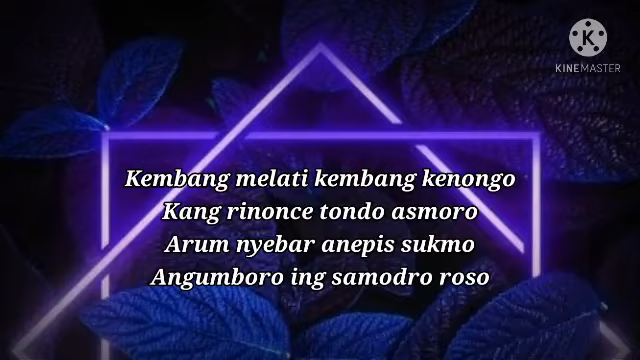 KINEMASTER
Kembang melati kembang kenongo
Kang rinonce tondo asmoro
Arum nyebar anepis sukmo
Angumboro ing samodro roso